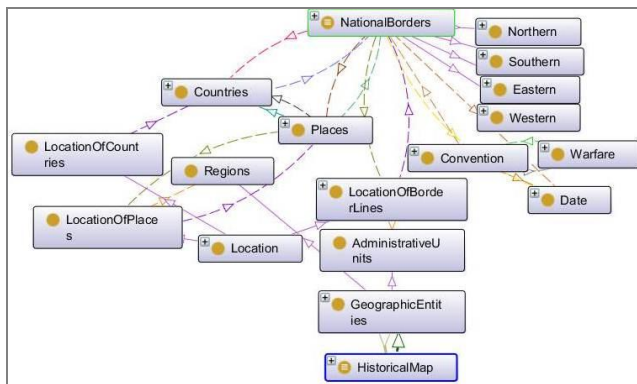 NationalBorders
Northern
Southern
Eastern
Western
Countries
Places
Convention
Warfare
Date
LocationOfCount
ries
Regions
LocationOfBorde
rLines
LocationOfPlace
s
Location
AdministrativeU
nits
GeographicEntit
ies
HistoricalMap